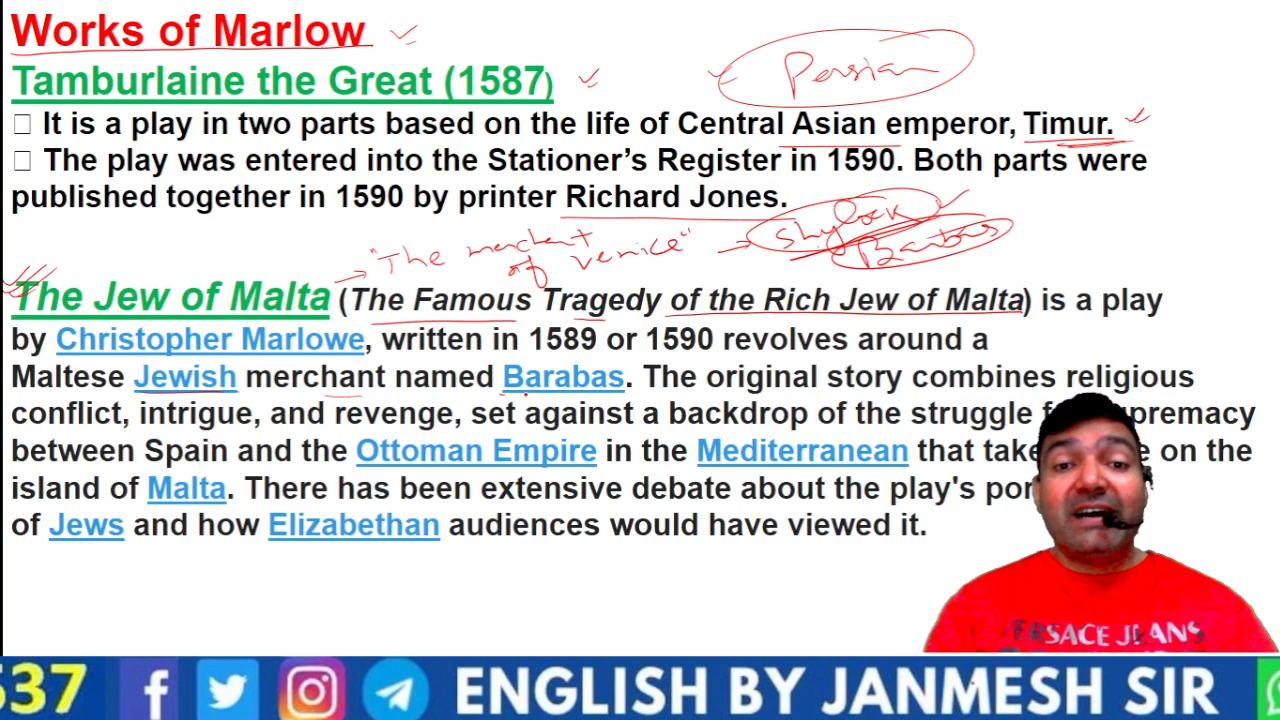 Works of Marlow
Tamburlaine the Great (1587)
Persian
It is a play in two parts based on the life of Central Asian emperor, Timur.
The play was entered into the Stationer’s Register in 1590. Both parts were
published together in 1590 by printer Richard Jones.
"The merchant of Venice" → Shylock
Barabas
The Jew of Malta (The Famous Tragedy of the Rich Jew of Malta) is a play
by Christopher Marlowe, written in 1589 or 1590 revolves around a
Maltese Jewish merchant named Barabas. The original story combines religious
conflict, intrigue, and revenge, set against a backdrop of the struggle
between Spain and the Ottoman Empire in the Mediterranean that on the
island of Malta. There has been extensive debate about the play's
of Jews and how Elizabethan audiences would have viewed it.
JEANS
537
f
ENGLISH BY JANMESH SIR